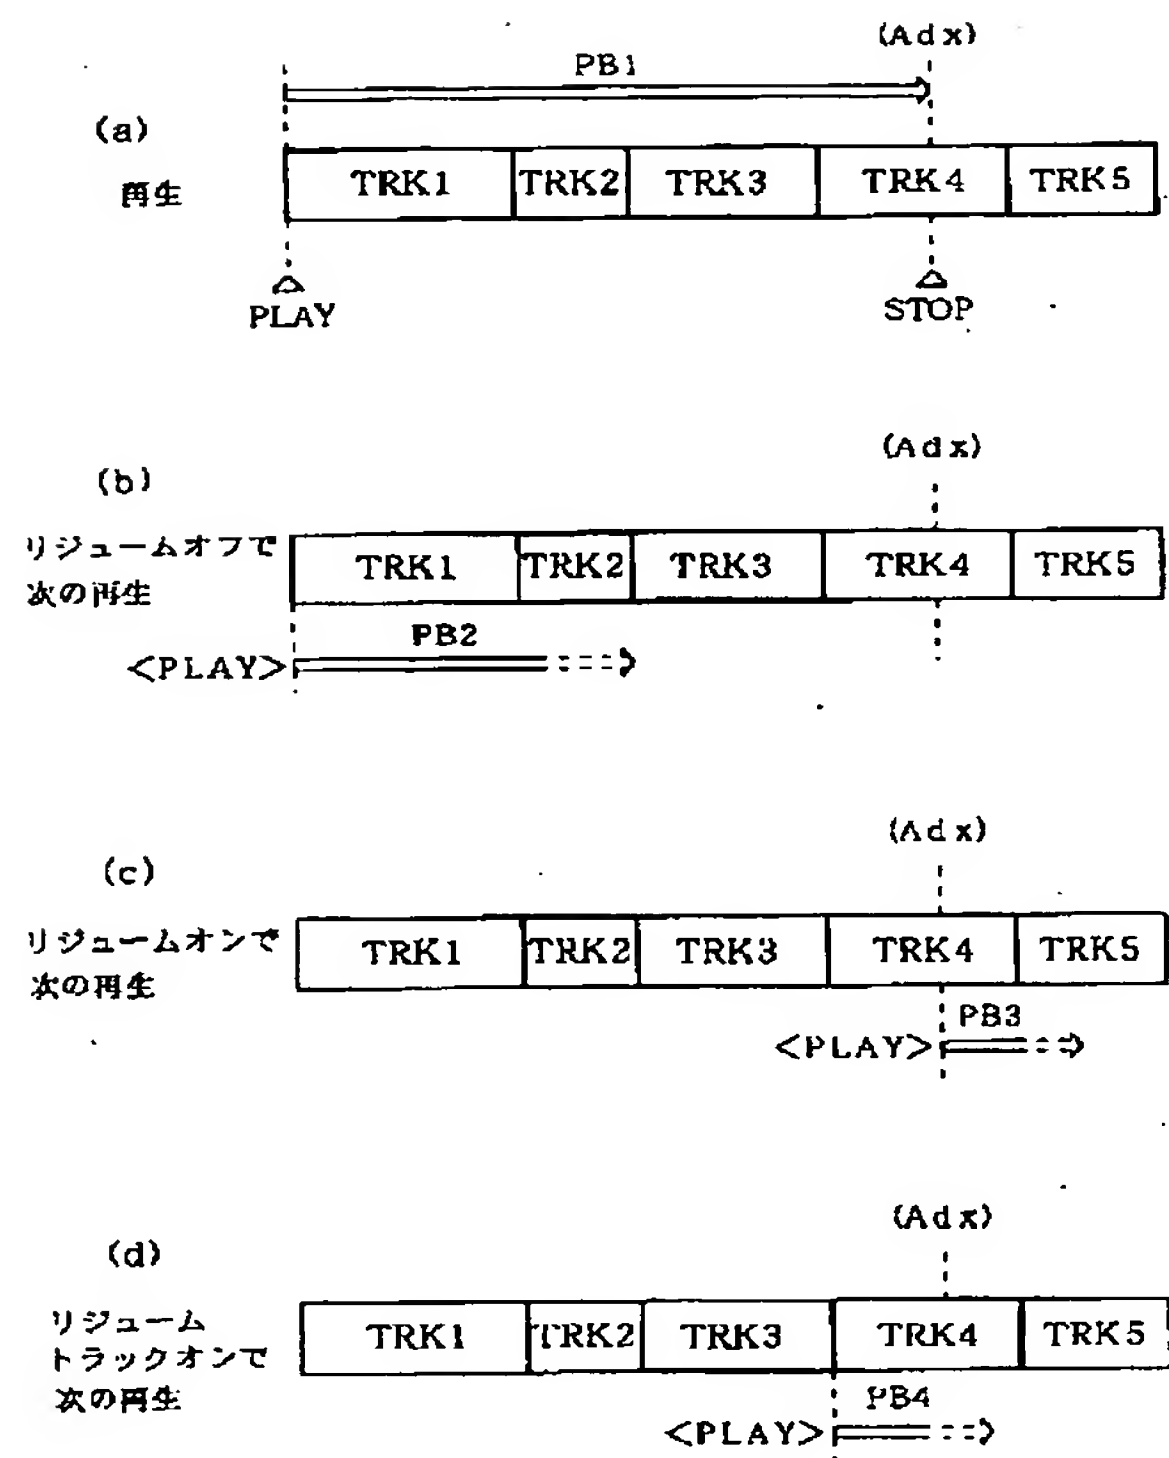 (Adx)
PB1
(a)
再生
TRK1 TRK2 TRK3 TRK4 TRK5
PLAY
STOP
(Adx)
(b)
リジュームオフで
次の再生
TRK1 TRK2 TRK3 TRK4 TRK5
PB2
<PLAY>
(Adx)
(c)
リジュームオンで
次の再生
TRK1 TRK2 TRK3 TRK4 TRK5
PB3
<PLAY>
(Adx)
(d)
リジューム
トラックオンで
次の再生
TRK1 TRK2 TRK3 TRK4 TRK5
PB4
<PLAY>